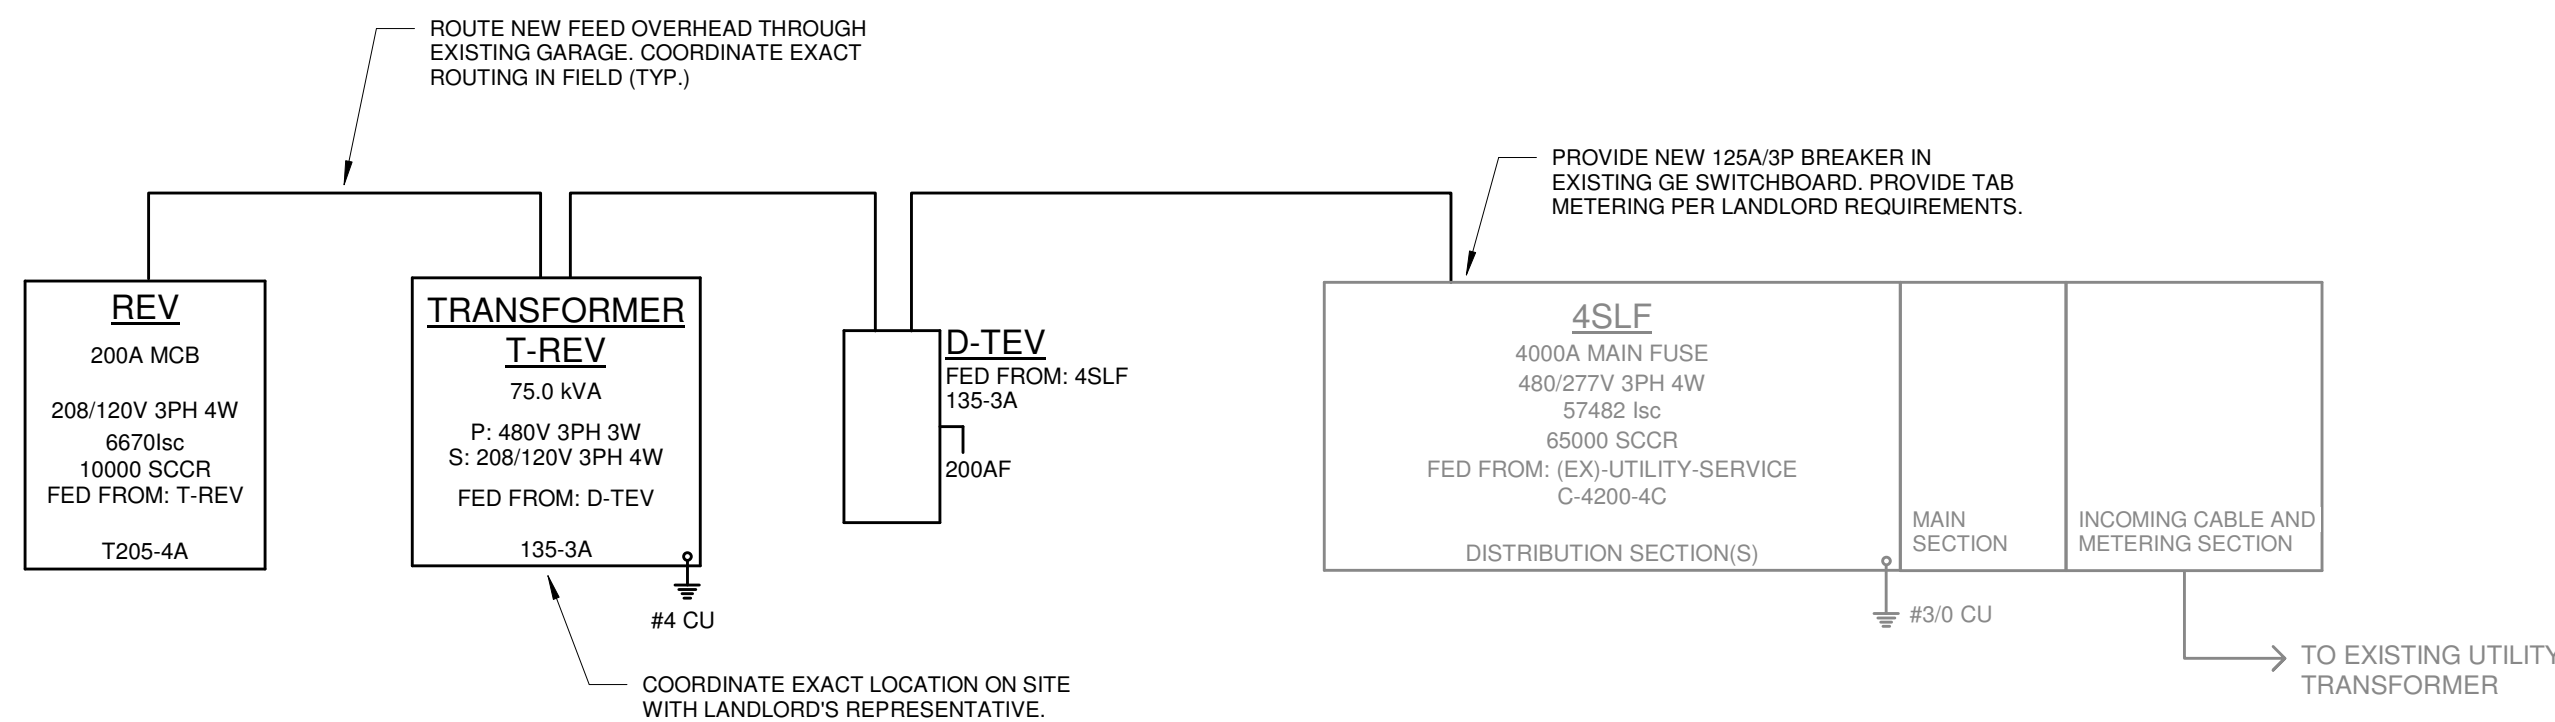 ROUTE NEW FEED OVERHEAD THROUGH
EXISTING GARAGE. COORDINATE EXACT
ROUTING IN FIELD (TYP.)
PROVIDE NEW 125A/3P BREAKER IN
EXISTING GE SWITCHBOARD. PROVIDE TAB
METERING PER LANDLORD REQUIREMENTS.
REV
200A MCB
208/120V 3PH 4W
6670Isc
10000 SCCR
FED FROM: T-REV
T205-4A
TRANSFORMER
T-REV
75.0 kVA
P: 480V 3PH 3W
S: 208/120V 3PH 4W
FED FROM: D-TEV
135-3A
#4 CU
COORDINATE EXACT LOCATION ON SITE
WITH LANDLORD'S REPRESENTATIVE.
D-TEV
FED FROM: 4SLF
135-3A
200AF
4SLF
4000A MAIN FUSE
480/277V 3PH 4W
57482 Isc
65000 SCCR
FED FROM: (EX)-UTILITY-SERVICE
C-4200-4C
DISTRIBUTION SECTION(S)
MAIN
SECTION
INCOMING CABLE AND
METERING SECTION
#3/0 CU
TO EXISTING UTILITY
TRANSFORMER